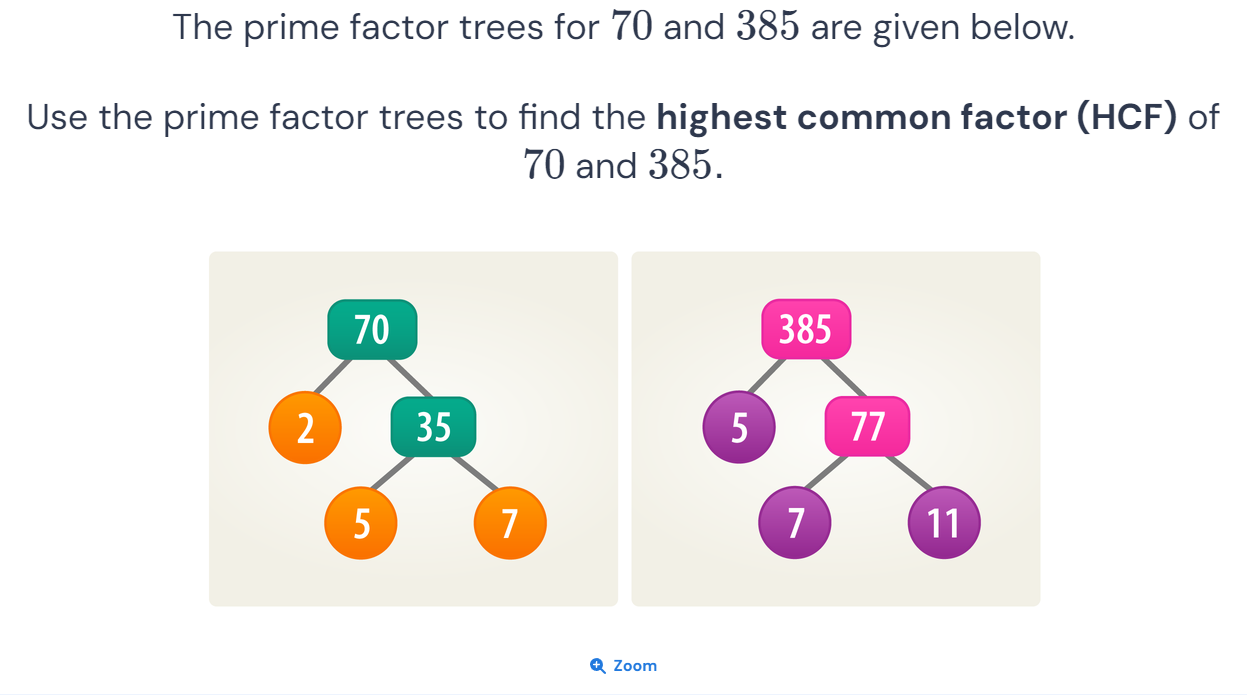 The prime factor trees for 70 and 385 are given below.
Use the prime factor trees to find the highest common factor (HCF) of
70 and 385.
70
385
2
35
5
77
5
7
7
11
Zoom